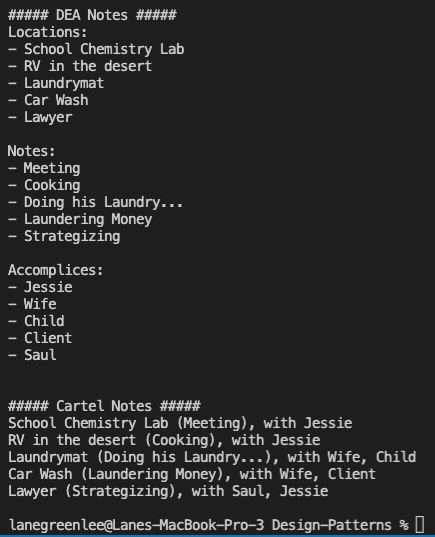 ##### DEA Notes #####
Locations:
- School Chemistry Lab
- RV in the desert
- Laundrymat
- Car Wash
- Lawyer
Notes:
- Meeting
- Cooking
- Doing his Laundry...
- Laundering Money
- Strategizing
Accomplices:
- Jessie
- Wife
- Child
- Client
- Saul
##### Cartel Notes #####
School Chemistry Lab (Meeting), with Jessie
RV in the desert (Cooking), with Jessie
Laundrymat (Doing his Laundry...), with Wife, Child
Car Wash (Laundering Money), with Wife, Client
Lawyer (Strategizing), with Saul, Jessie
lanegreenlee@Lanes-MacBook-Pro-3 Design-Patterns %